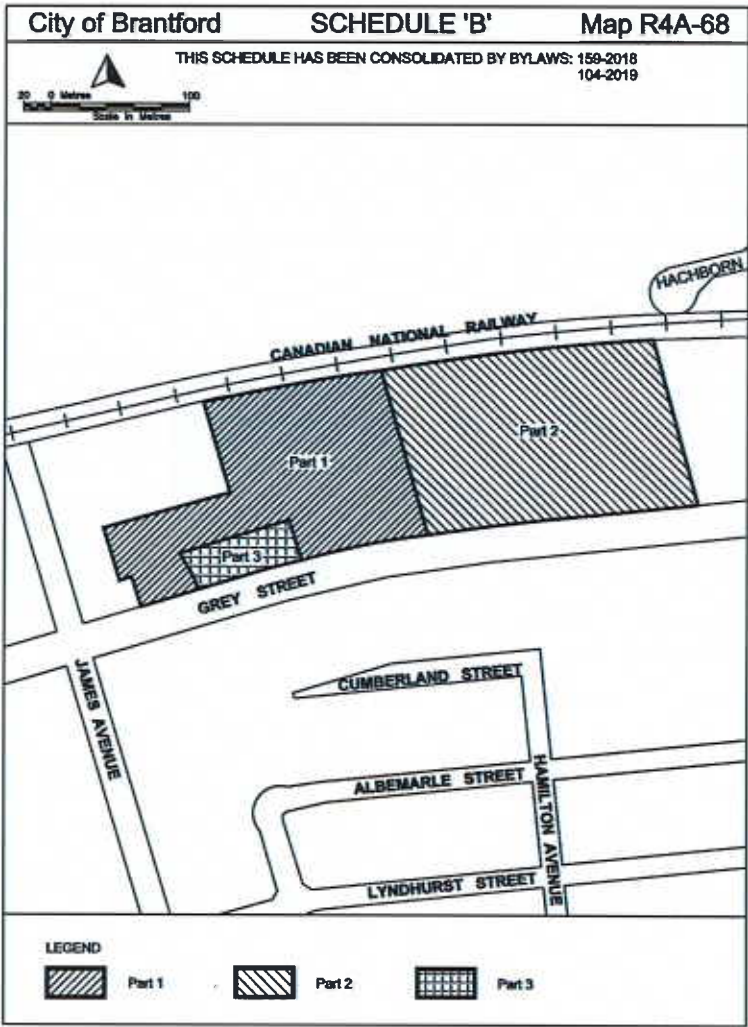 City of Brantford SCHEDULE 'B' Map R4A-68
THIS SCHEDULE HAS BEEN CONSOLIDATED BY BYLAWS: 159-2018
104-2019
20 0 Metres 100
Scale in Metres
HACHBORN
CANADIAN NATIONAL RAILWAY
Part 2
Part 1
Part 3
GREY STREET
JAMES AVENUE
CUMBERLAND STREET
ALBEMARLE STREET
HAMILTON AVENUE
LYNDHURST STREET
LEGEND
Part 1 Part 2 Part 3